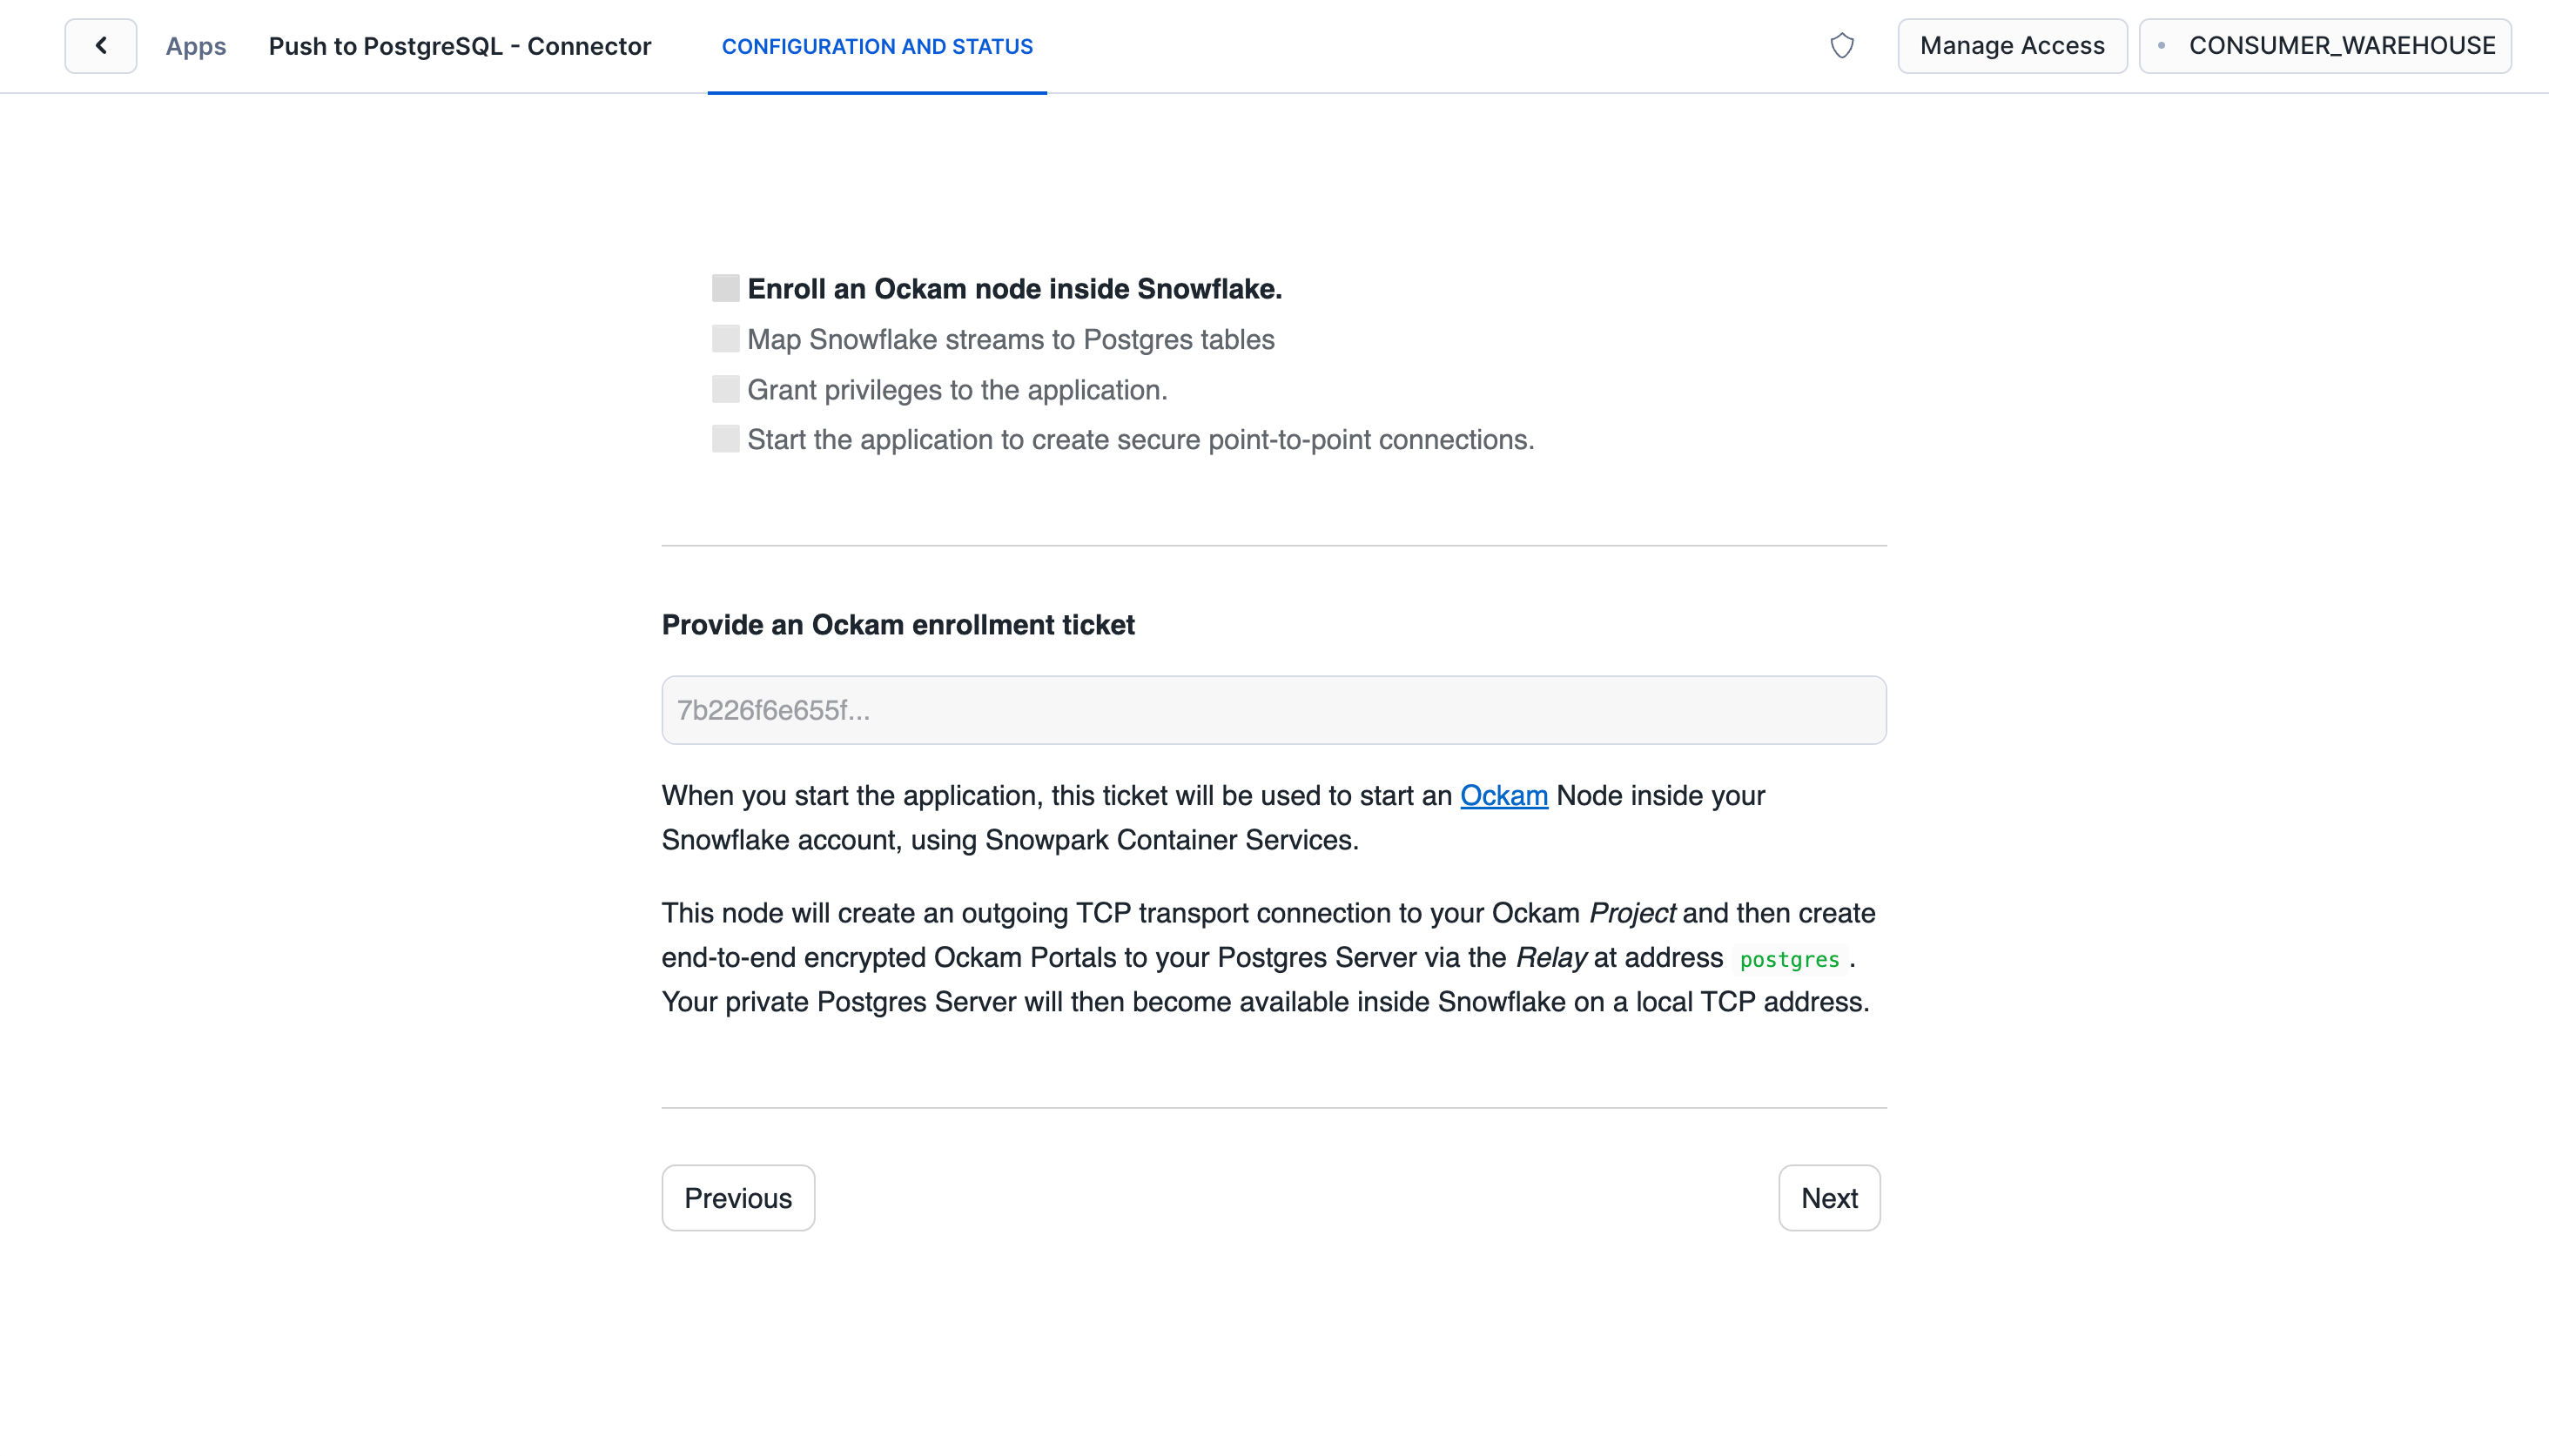 Apps
Push to PostgreSQL - Connector
CONFIGURATION AND STATUS
Manage Access
CONSUMER_WAREHOUSE
Enroll an Ockam node inside Snowflake.
Map Snowflake streams to Postgres tables
Grant privileges to the application.
Start the application to create secure point-to-point connections.
Provide an Ockam enrollment ticket
7b226f6e655f...
When you start the application, this ticket will be used to start an Ockam Node inside your
Snowflake account, using Snowpark Container Services.
This node will create an outgoing TCP transport connection to your Ockam Project and then create
end-to-end encrypted Ockam Portals to your Postgres Server via the Relay at address postgres .
Your private Postgres Server will then become available inside Snowflake on a local TCP address.
Previous
Next